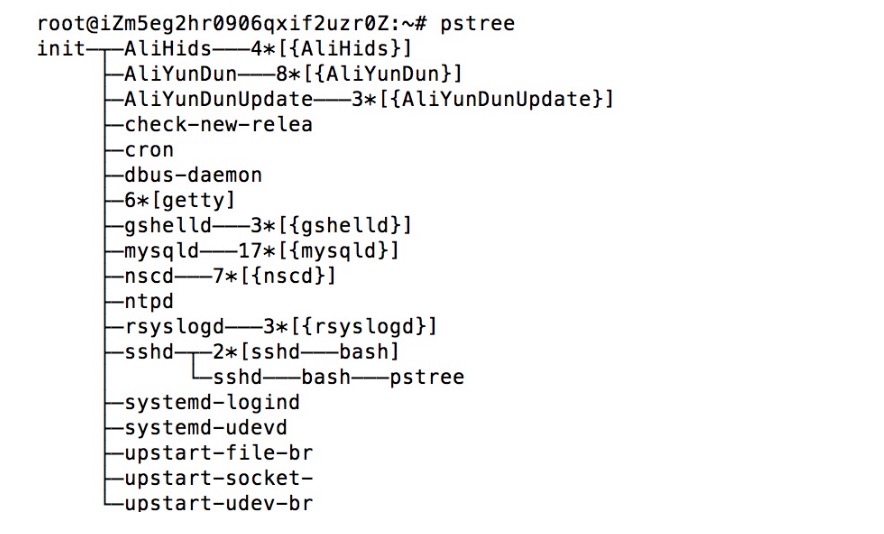 root@iZm5eg2hr0906qxif2uzr0Z:~# pstree
init─┬─AliHids───4*[{AliHids}]
     ├─AliYunDun───8*[{AliYunDun}]
     ├─AliYunDunUpdate───3*[{AliYunDunUpdate}]
     ├─check-new-relea
     ├─cron
     ├─dbus-daemon
     ├─6*[getty]
     ├─gshelld───3*[{gshelld}]
     ├─mysqld───17*[{mysqld}]
     ├─nscd───7*[{nscd}]
     ├─ntpd
     ├─rsyslogd───3*[{rsyslogd}]
     ├─sshd─┬─2*[sshd───bash]
     │      └─sshd───bash───pstree
     ├─systemd-logind
     ├─systemd-udevd
     ├─upstart-file-br
     ├─upstart-socket-
     └─upstart-udev-br